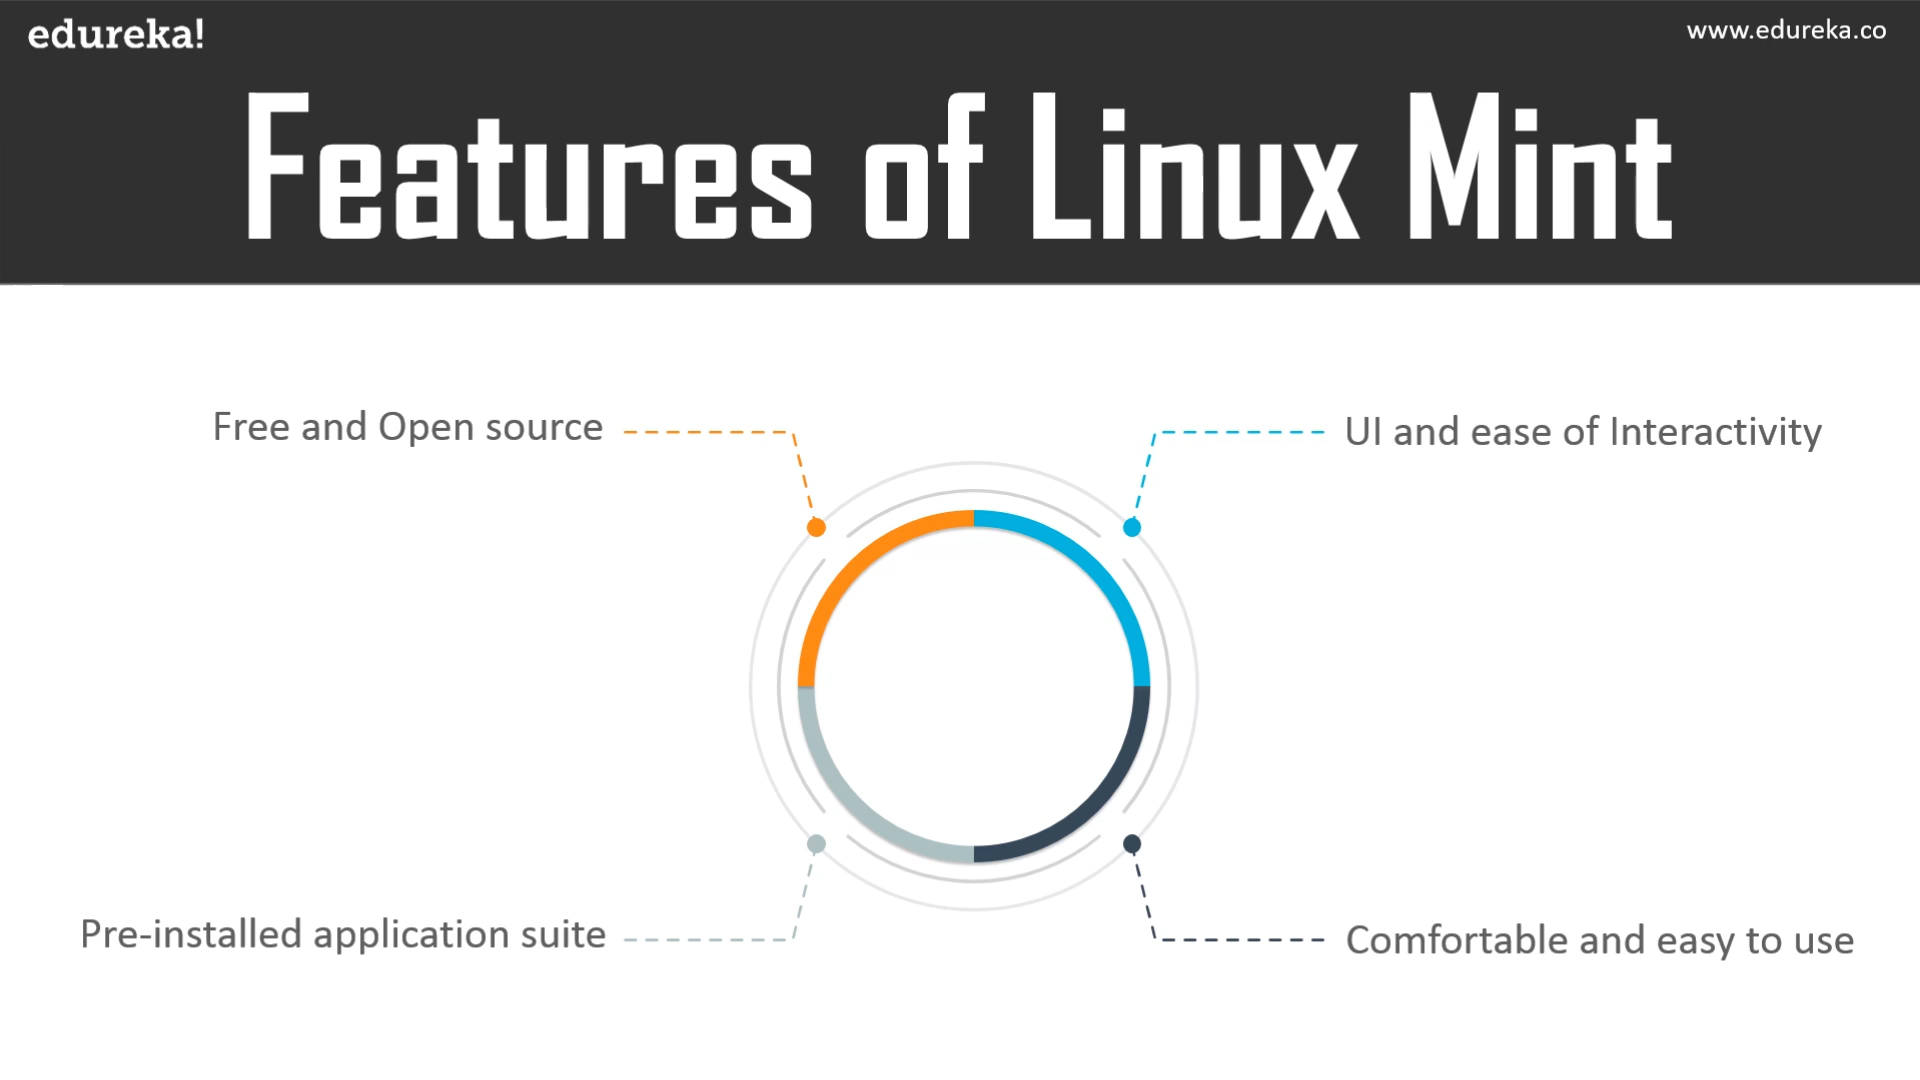 edureka!
www.edureka.co
Features of Linux Mint
Free and Open source
UI and ease of Interactivity
Pre-installed application suite
Comfortable and easy to use